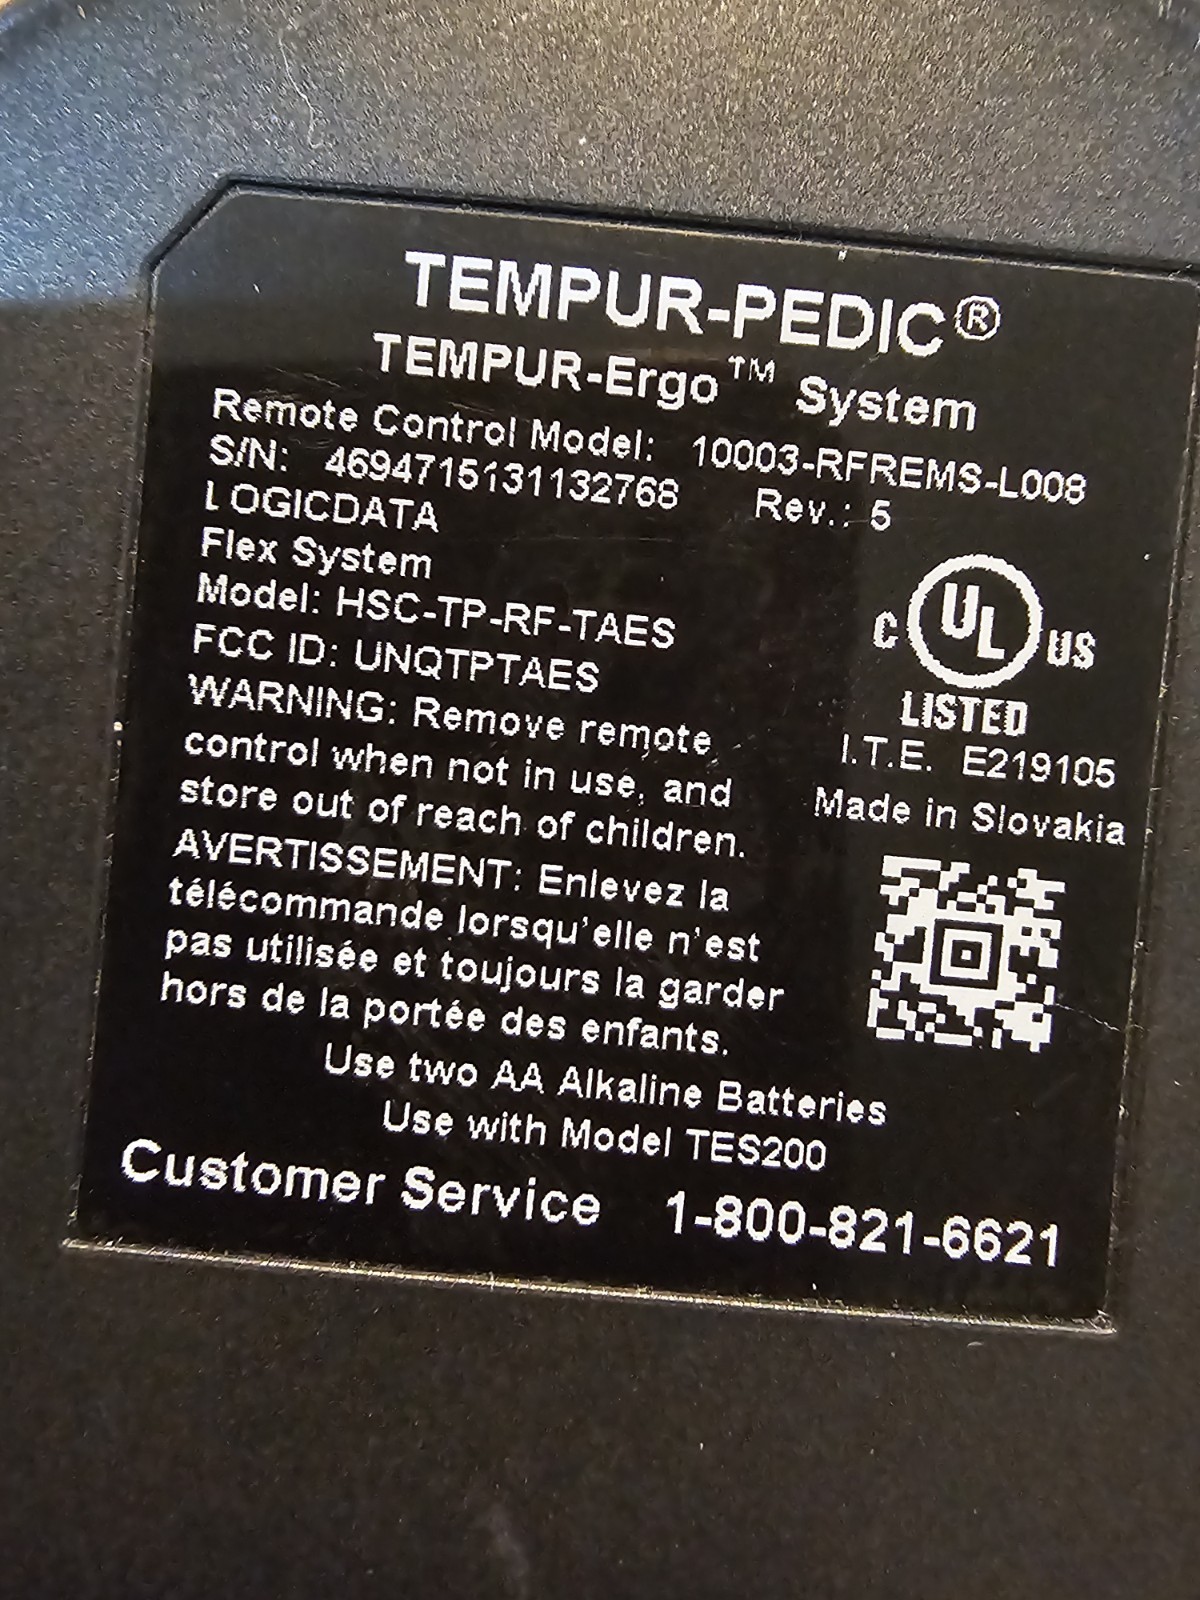 TEMPUR-PEDIC®
TEMPUR-Ergo™ System
Remote Control Model: 10003-RFREMS-L008
S/N: 4694715131132768 Rev.: 5
LOGICDATA
Flex System
Model: HSC-TP-RF-TAES
FCC ID: UNQTPTAES
WARNING: Remove remote
control when not in use, and
store out of reach of children.
AVERTISSEMENT: Enlevez la
télécommande lorsqu'elle n'est
pas utilisée et toujours la garder
hors de la portée des enfants.
C UL US
LISTED
I.T.E. E219105
Made in Slovakia
Use two AA Alkaline Batteries
Use with Model TES200
Customer Service 1-800-821-6621